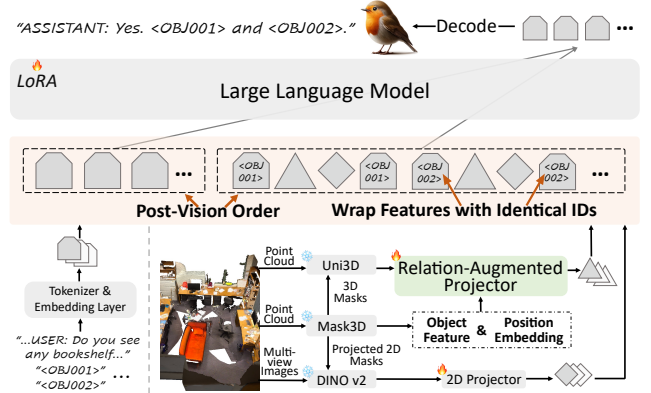 "ASSISTANT: Yes. <OBJ001> and <OBJ002>."
Decode
...
LoRA
Large Language Model
...
<OBJ
001>
<OBJ
001>
<OBJ
002>
<OBJ
002>
...
Post-Vision Order
Wrap Features with Identical IDs
Tokenizer &
Embedding Layer
"...USER: Do you see
any bookshelf..."
"<OBJ001>"
"<OBJ002>"
...
Point
Cloud
Uni3D
3D
Masks
Relation-Augmented
Projector
Point
Cloud
Mask3D
Object
Feature
&
Position
Embedding
Projected 2D
Masks
Multi-
view
Images
DINO v2
2D Projector